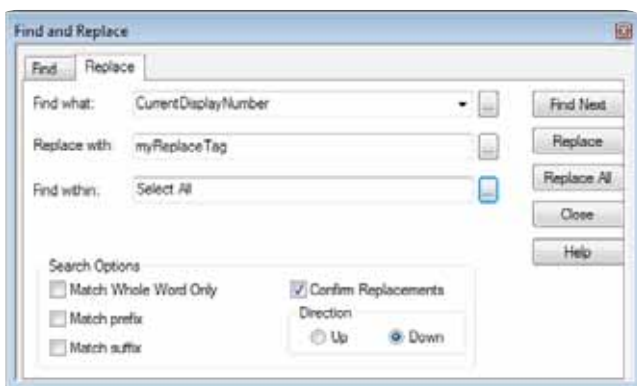 Find and Replace
Find Replace
Find what: CurrentDisplayNumber ... Find Next
Replace with: myReplaceTag ... Replace
Find within: Select All ... Replace All
Close
Help
Search Options
Match Whole Word Only Confirm Replacements
Match prefix Direction
Match suffix Up Down